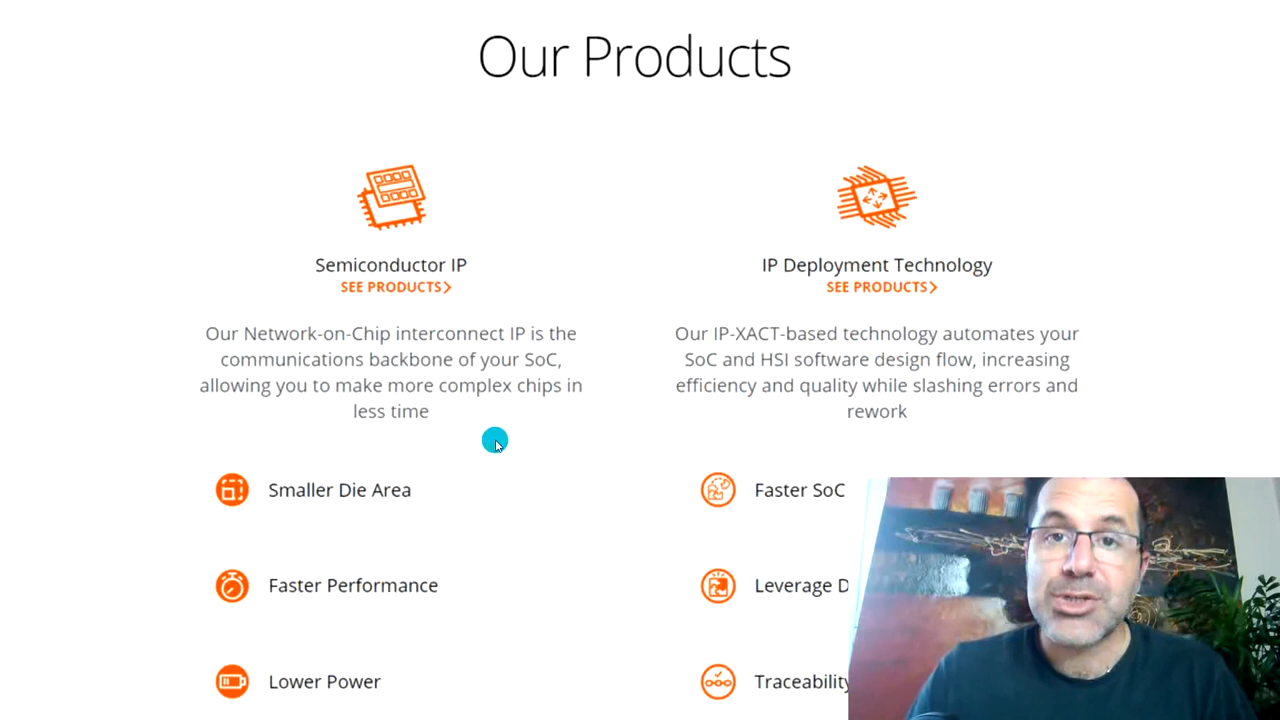 Our Products
Semiconductor IP
SEE PRODUCTS
Our Network-on-Chip interconnect IP is the
communications backbone of your SoC,
allowing you to make more complex chips in
less time
Smaller Die Area
Faster Performance
Lower Power
IP Deployment Technology
SEE PRODUCTS
Our IP-XACT-based technology automates your
SoC and HSI software design flow, increasing
efficiency and quality while slashing errors and
rework
Faster SoC
Leverage D
Traceability